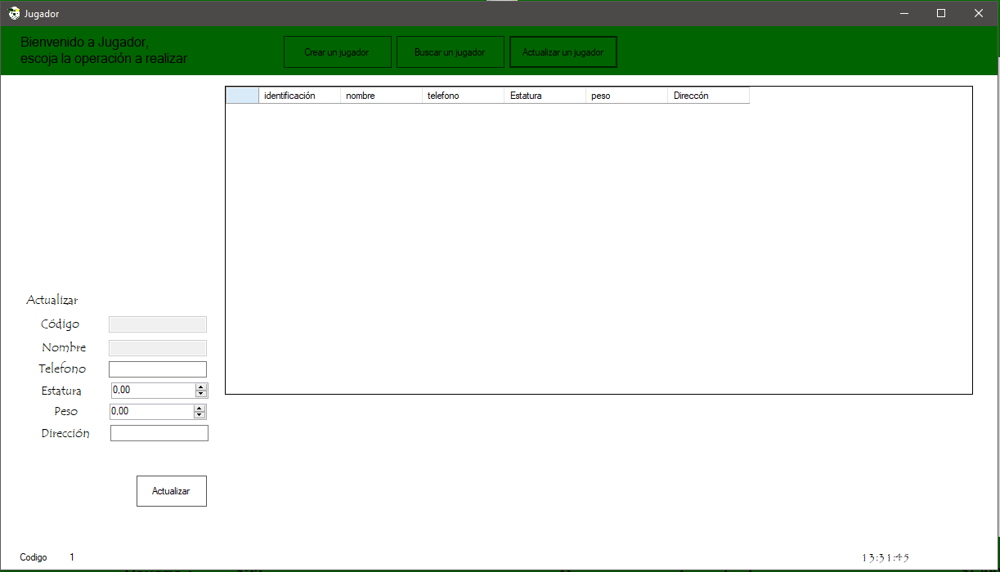 Jugador
Bienvenido a Jugador,
escoja la operación a realizar
Crear un jugador
Buscar un jugador
Actualizar un jugador
identificación nombre telefono Estatura peso Direccón
Actualizar
Código
Nombre
Telefono
Estatura 0,00
Peso 0,00
Dirección
Actualizar
Codigo 1
13:31:45